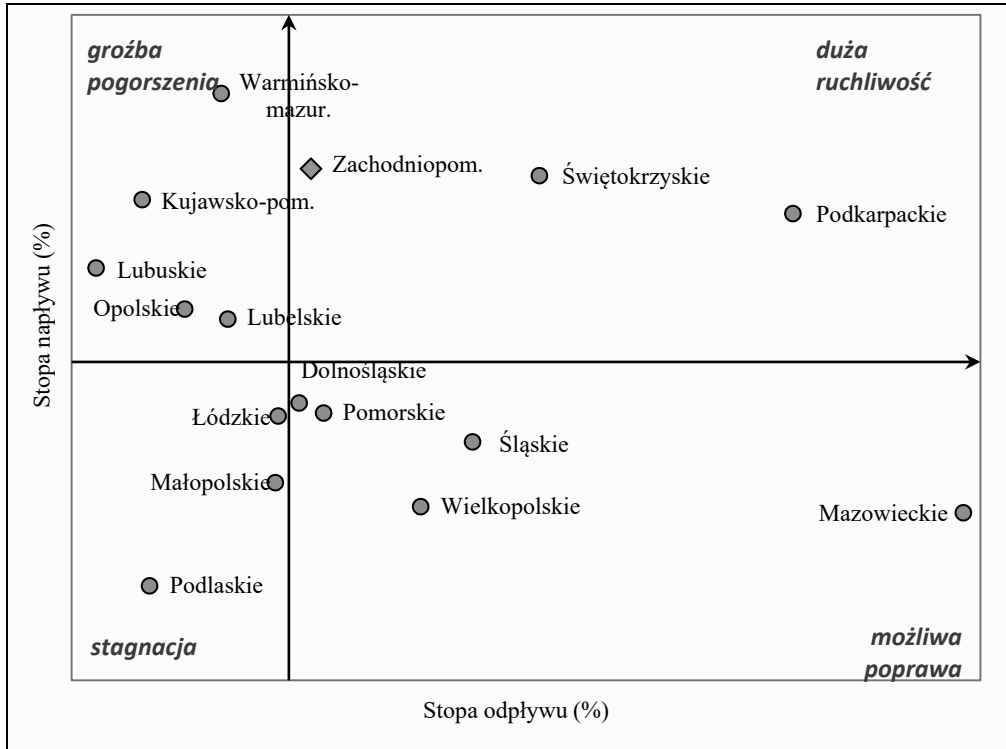 groźba
pogorszenia
duża
ruchliwość
Warmińsko-
mazur.
Zachodniopom.
Świętokrzyskie
Kujawsko-pom.
Podkarpackie
Lubuskie
Opolskie
Lubelskie
Stopa napływu (%)
Dolnośląskie
Łódzkie
Pomorskie
Śląskie
Małopolskie
Wielkopolskie
Mazowieckie
Podlaskie
stagnacja
możliwa
poprawa
Stopa odpływu (%)